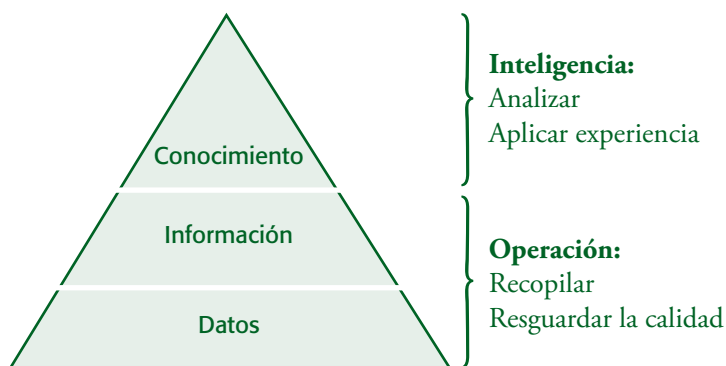 Conocimiento
Información
Datos
Inteligencia:
Analizar
Aplicar experiencia
Operación:
Recopilar
Resguardar la calidad